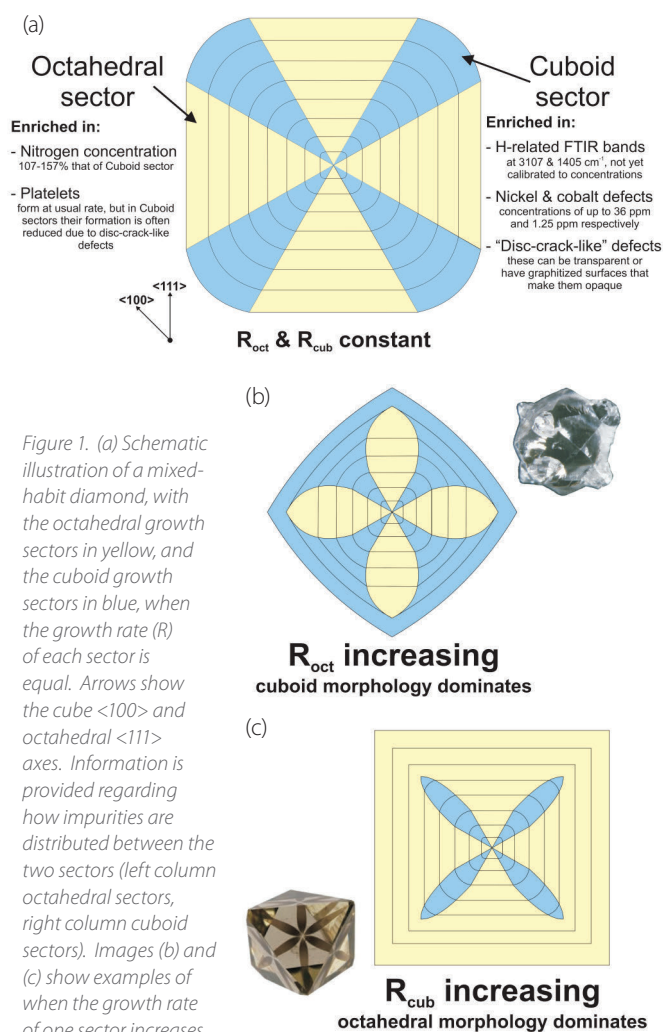 (a)
Octahedral
sector
Enriched in:
- Nitrogen concentration
107-157% that of Cuboid sector
- Platelets
form at usual rate, but in Cuboid
sectors their formation is often
reduced due to disc-crack-like
defects
Cuboid
sector
Enriched in:
- H-related FTIR bands
at 3107 & 1405 cm⁻¹, not yet
calibrated to concentrations
- Nickel & cobalt defects
concentrations of up to 36 ppm
and 1.25 ppm respectively
- “Disc-crack-like” defects
these can be transparent or
have graphitized surfaces that
make them opaque
<111>
<100>
R_oct & R_cub constant
(b)
R_oct increasing
cuboid morphology dominates
(c)
R_cub increasing
octahedral morphology dominates
Figure 1. (a) Schematic
illustration of a mixed-
habit diamond, with
the octahedral growth
sectors in yellow, and
the cuboid growth
sectors in blue, when
the growth rate (R)
of each sector is
equal. Arrows show
the cube <100> and
octahedral <111>
axes. Information is
provided regarding
how impurities are
distributed between the
two sectors (left column
octahedral sectors,
right column cuboid
sectors). Images (b) and
(c) show examples of
when the growth rate
of one sector increases